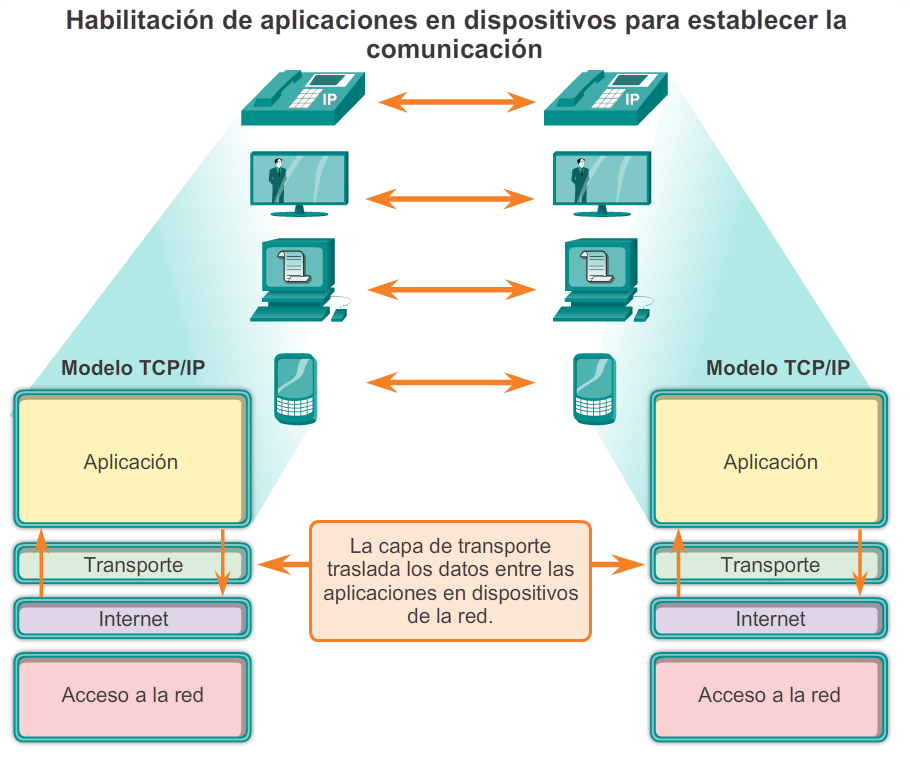 Habilitación de aplicaciones en dispositivos para establecer la
comunicación
IP
IP
Modelo TCP/IP
Modelo TCP/IP
Aplicación
Aplicación
La capa de transporte
traslada los datos entre las
aplicaciones en dispositivos
de la red.
Transporte
Transporte
Internet
Internet
Acceso a la red
Acceso a la red